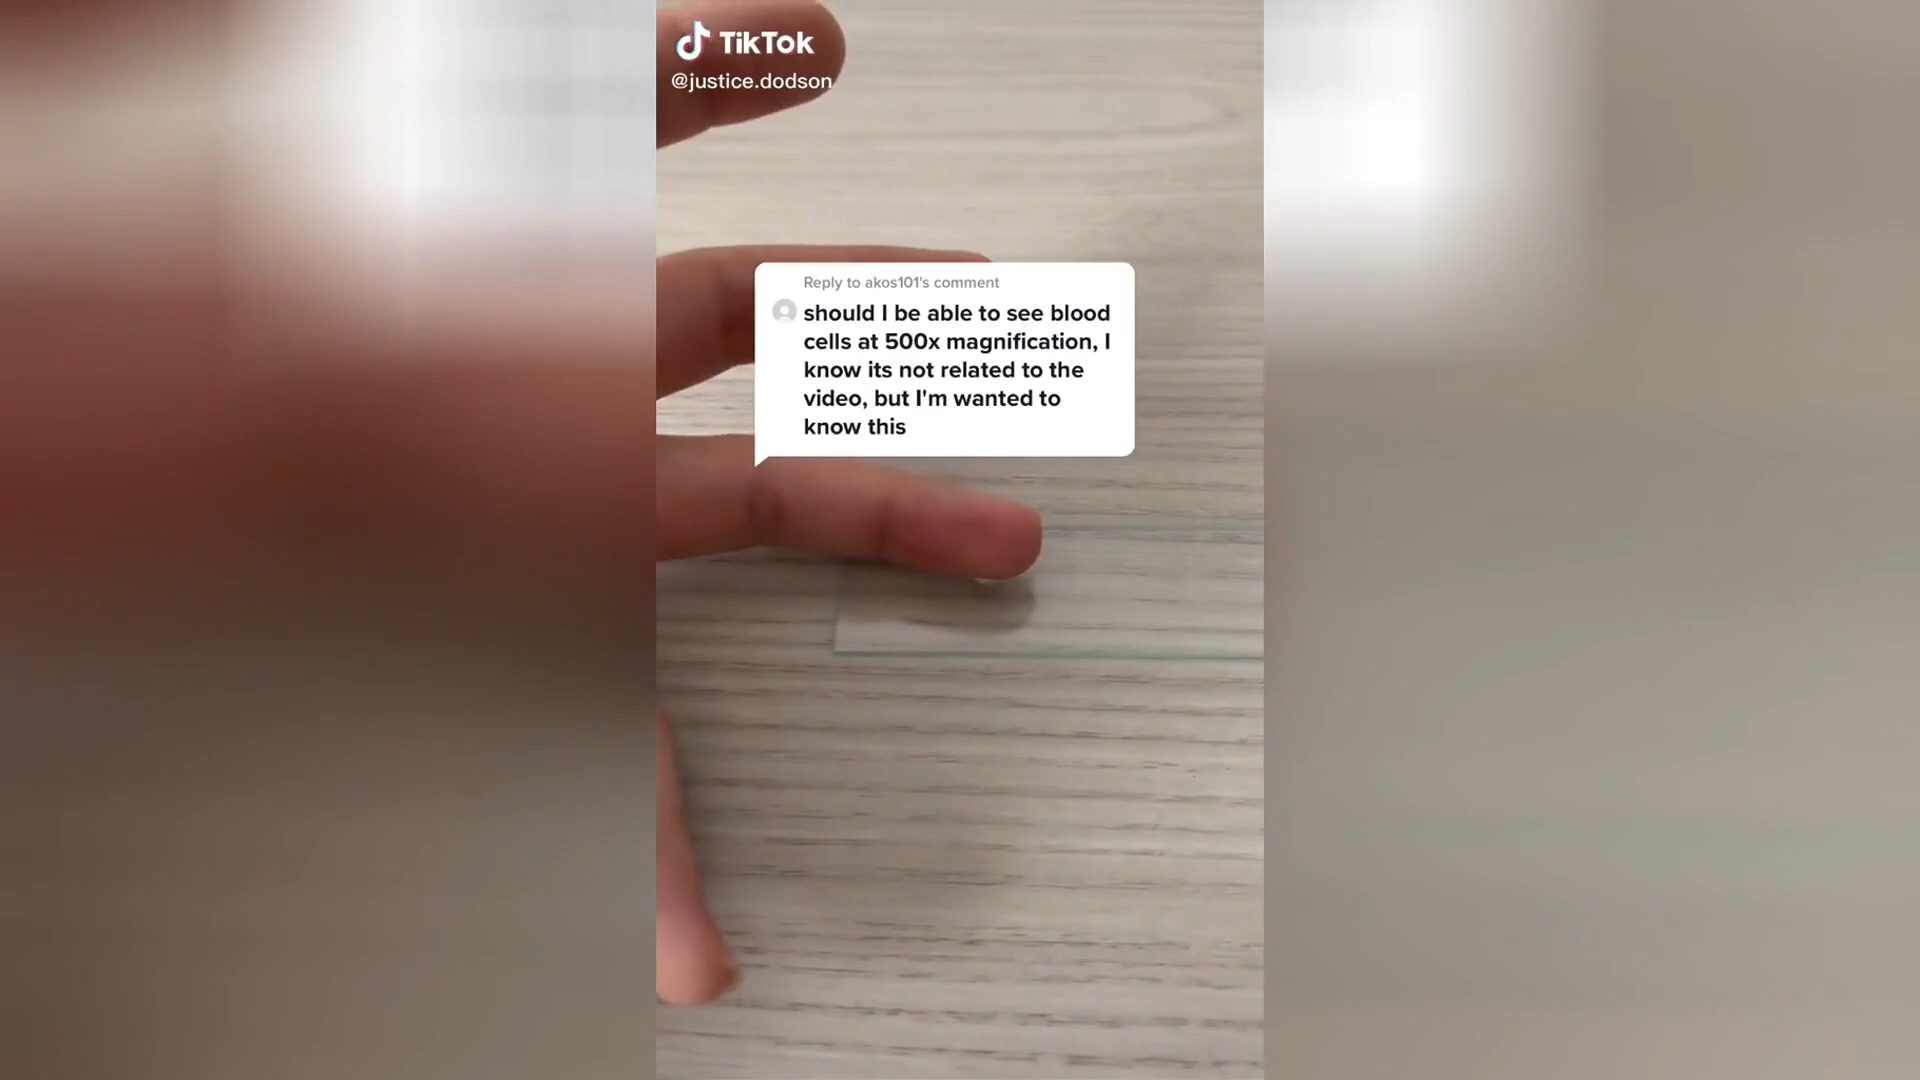 TikTok
@justice.dodson
Reply to akos101's comment
should I be able to see blood
cells at 500x magnification, I
know its not related to the
video, but I'm wanted to
know this